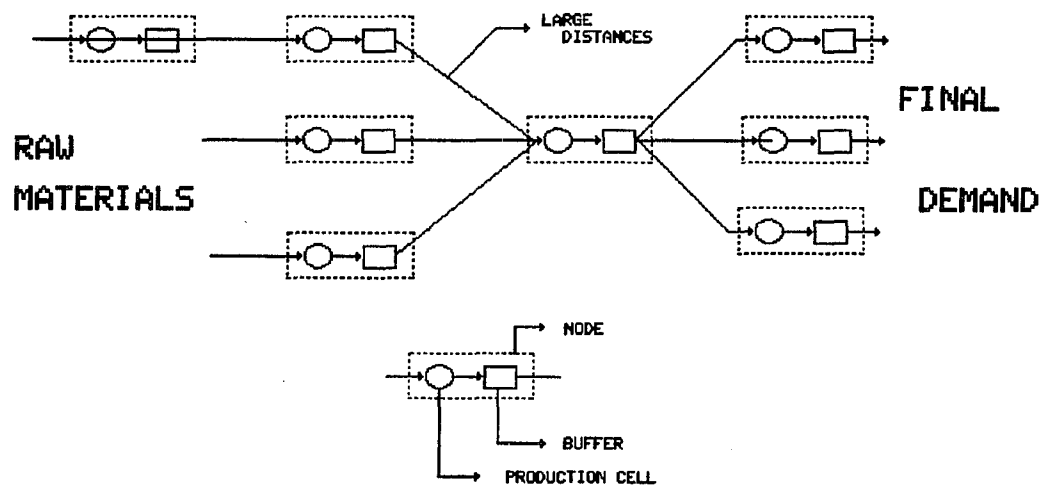 LARGE
DISTANCES
FINAL
RAW
MATERIALS
DEMAND
NODE
BUFFER
PRODUCTION CELL